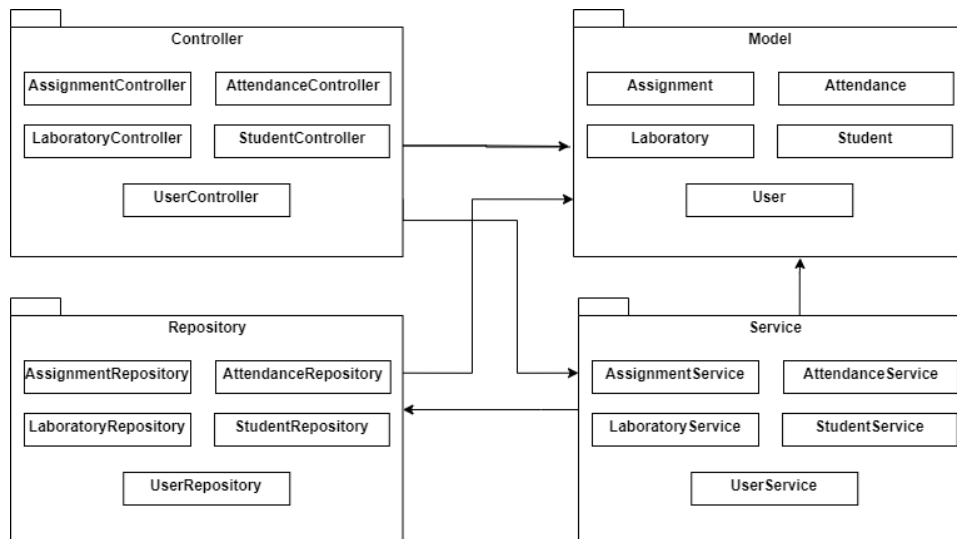 Controller
AssignmentController
AttendanceController
LaboratoryController
StudentController
UserController
Model
Assignment
Attendance
Laboratory
Student
User
Repository
AssignmentRepository
AttendanceRepository
LaboratoryRepository
StudentRepository
UserRepository
Service
AssignmentService
AttendanceService
LaboratoryService
StudentService
UserService